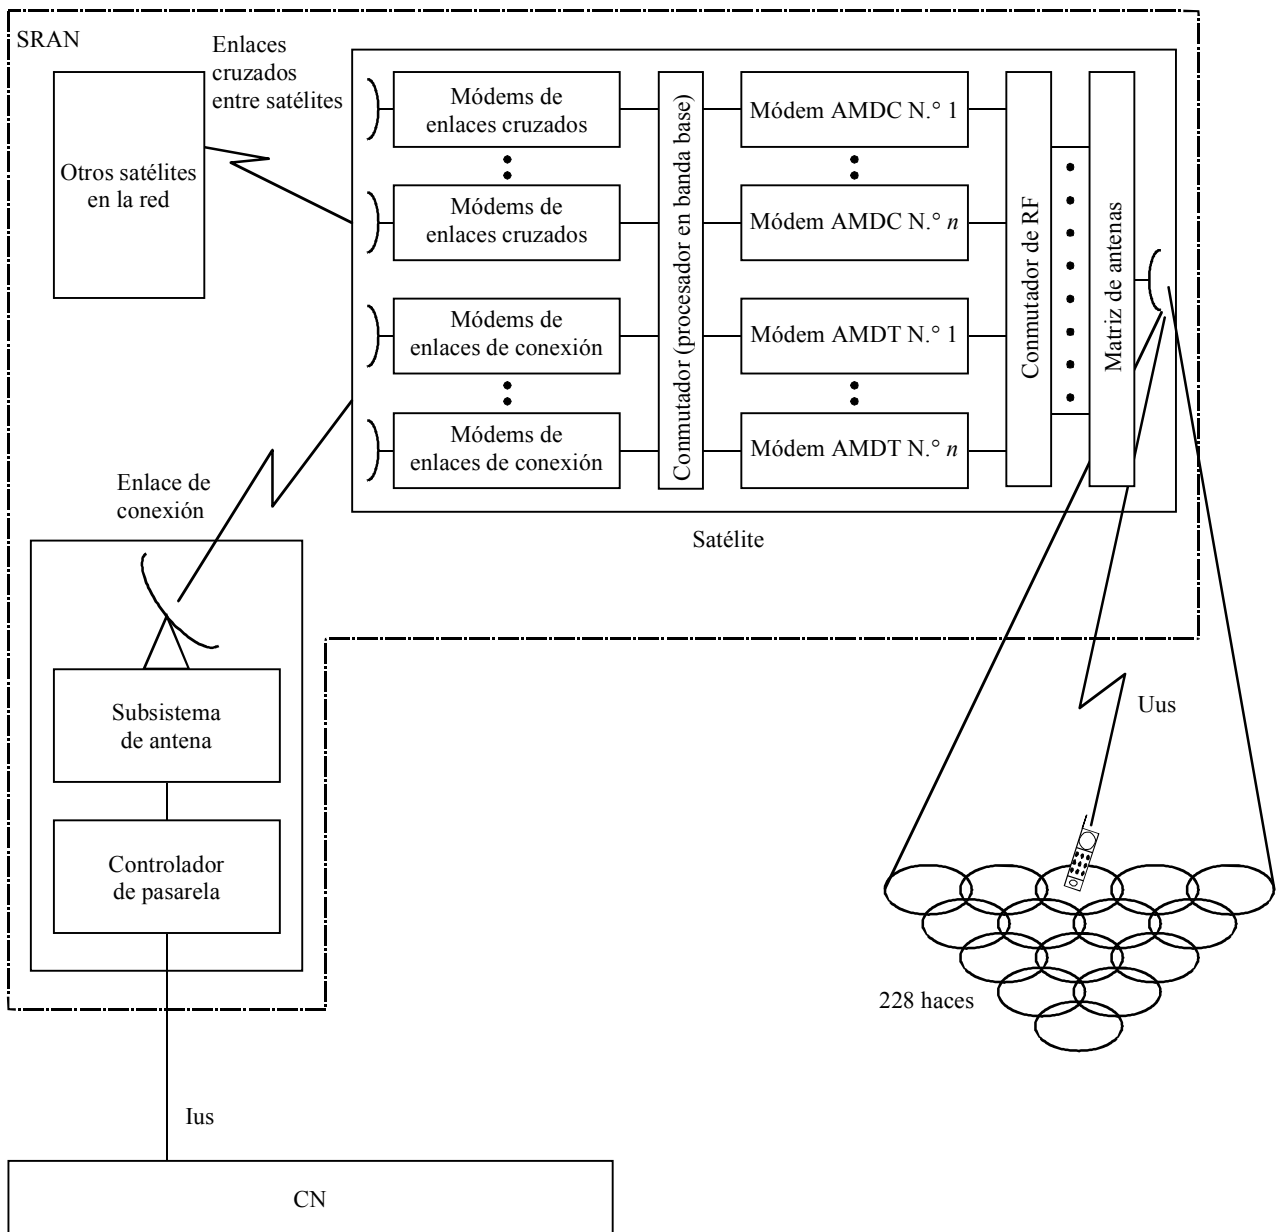 SRAN
Enlaces
cruzados
entre satélites
Otros satélites
en la red
Módems de
enlaces cruzados
Módems de
enlaces cruzados
Módems de
enlaces de conexión
Módems de
enlaces de conexión
Conmutador (procesador en banda base)
Módem AMDC N.° 1
Módem AMDC N.° n
Módem AMDT N.° 1
Módem AMDT N.° n
Conmutador de RF
Matriz de antenas
Satélite
Enlace de
conexión
Subsistema
de antena
Controlador
de pasarela
Uus
228 haces
Ius
CN